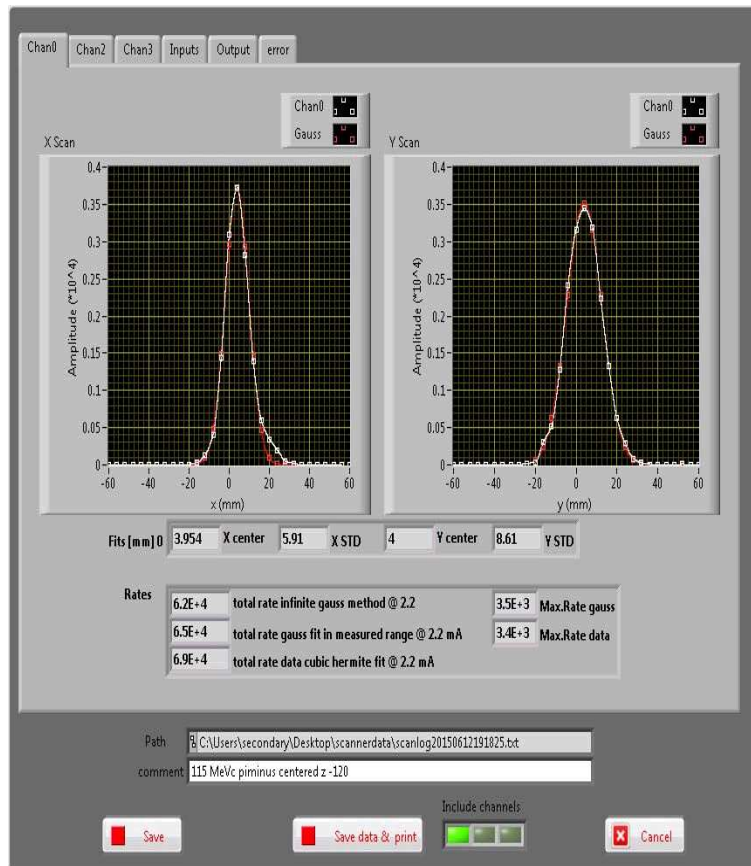 Chan0 Chan2 Chan3 Inputs Output error
Chan0
Gauss
X Scan
Chan0
Gauss
Y Scan
0.4
0.35
0.3
0.25
0.2
0.15
0.1
0.05
0
Amplitude (*10^4)
-60 -40 -20 0 20 40 60
x (mm)
0.4
0.35
0.3
0.25
0.2
0.15
0.1
0.05
0
Amplitude (*10^4)
-60 -40 -20 0 20 40 60
y (mm)
Fits [mm] 0 3.954 X center 5.91 X STD 4 Y center 8.61 Y STD
Rates
6.2E+4 total rate infinite gauss method @ 2.2
3.5E+3 Max.Rate gauss
6.5E+4 total rate gauss fit in measured range @ 2.2 mA
3.4E+3 Max.Rate data
6.9E+4 total rate data cubic hermite fit @ 2.2 mA
Path C:\Users\secondary\Desktop\scannerdata\scanlog20150612191825.txt
comment 115 MeVc piminus centered z -120
Include channels
Save Save data & print Cancel